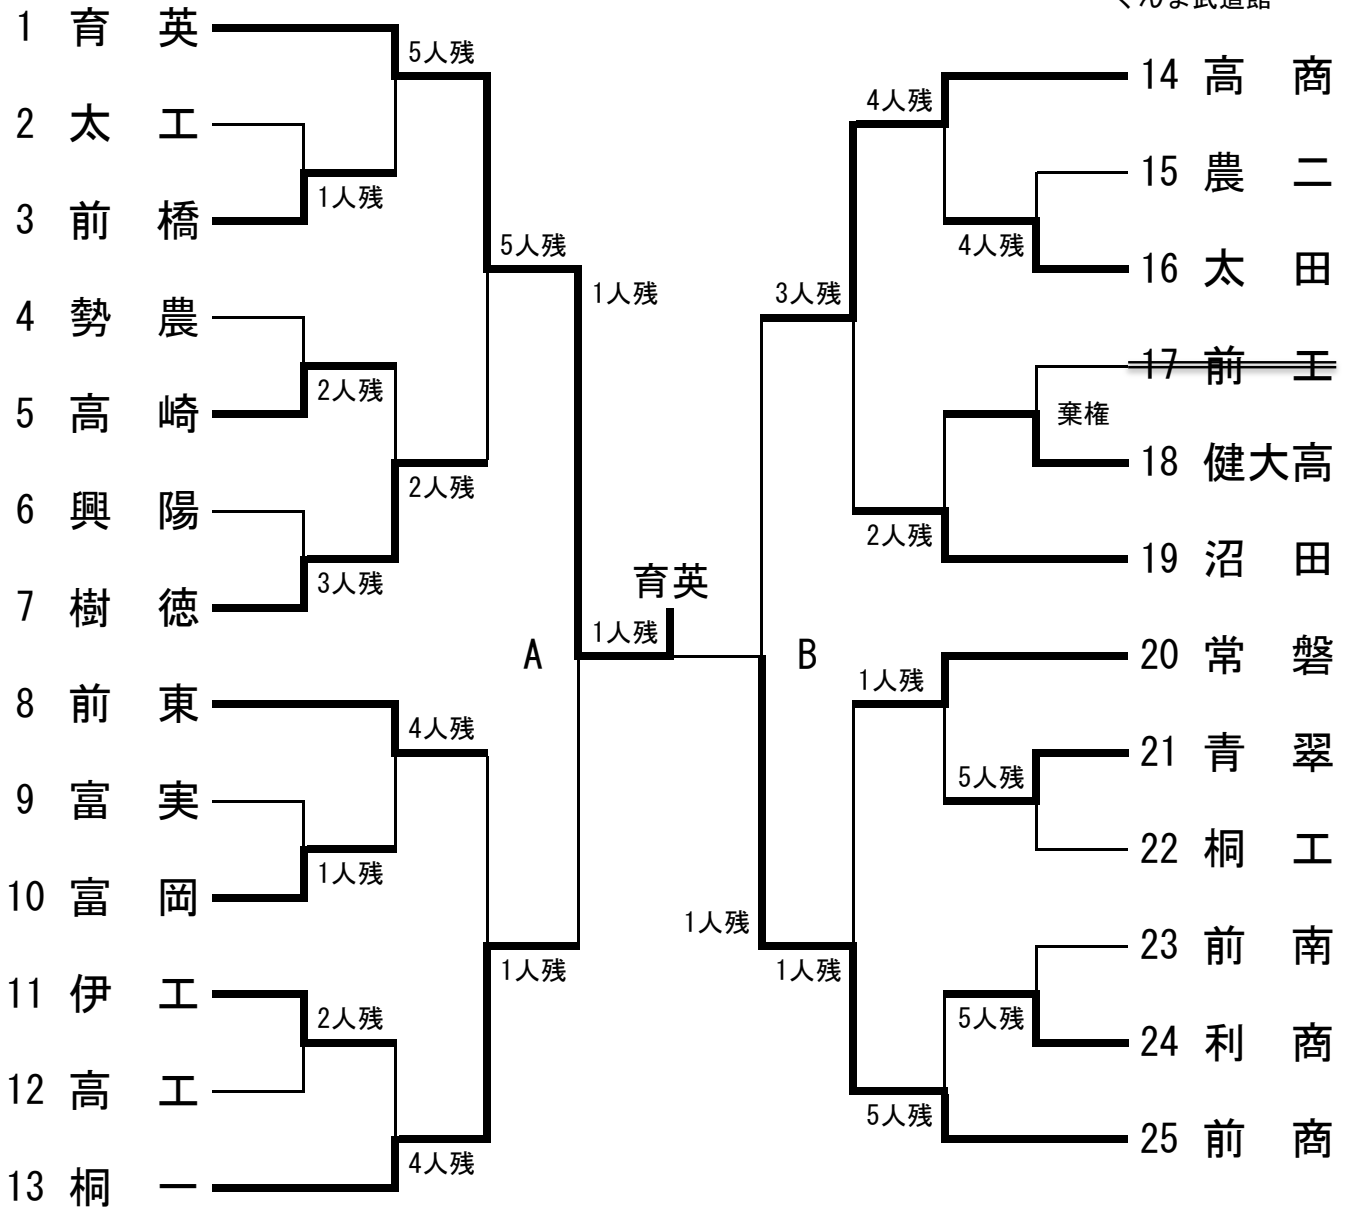 ぐんま武道館
1 育 英
2 太 工
3 前 橋
4 勢 農
5 高 崎
6 興 陽
7 樹 徳
8 前 東
9 富 実
10 富 岡
11 伊 工
12 高 工
13 桐 一
5人残
1人残
2人残
3人残
4人残
1人残
2人残
5人残
2人残
4人残
1人残
1人残
A
育英
1人残
B
3人残
1人残
1人残
4人残
2人残
1人残
5人残
4人残
棄権
5人残
5人残
14 高 商
15 農 二
16 太 田
17 前 工
18 健大高
19 沼 田
20 常 磐
21 青 翠
22 桐 工
23 前 南
24 利 商
25 前 商